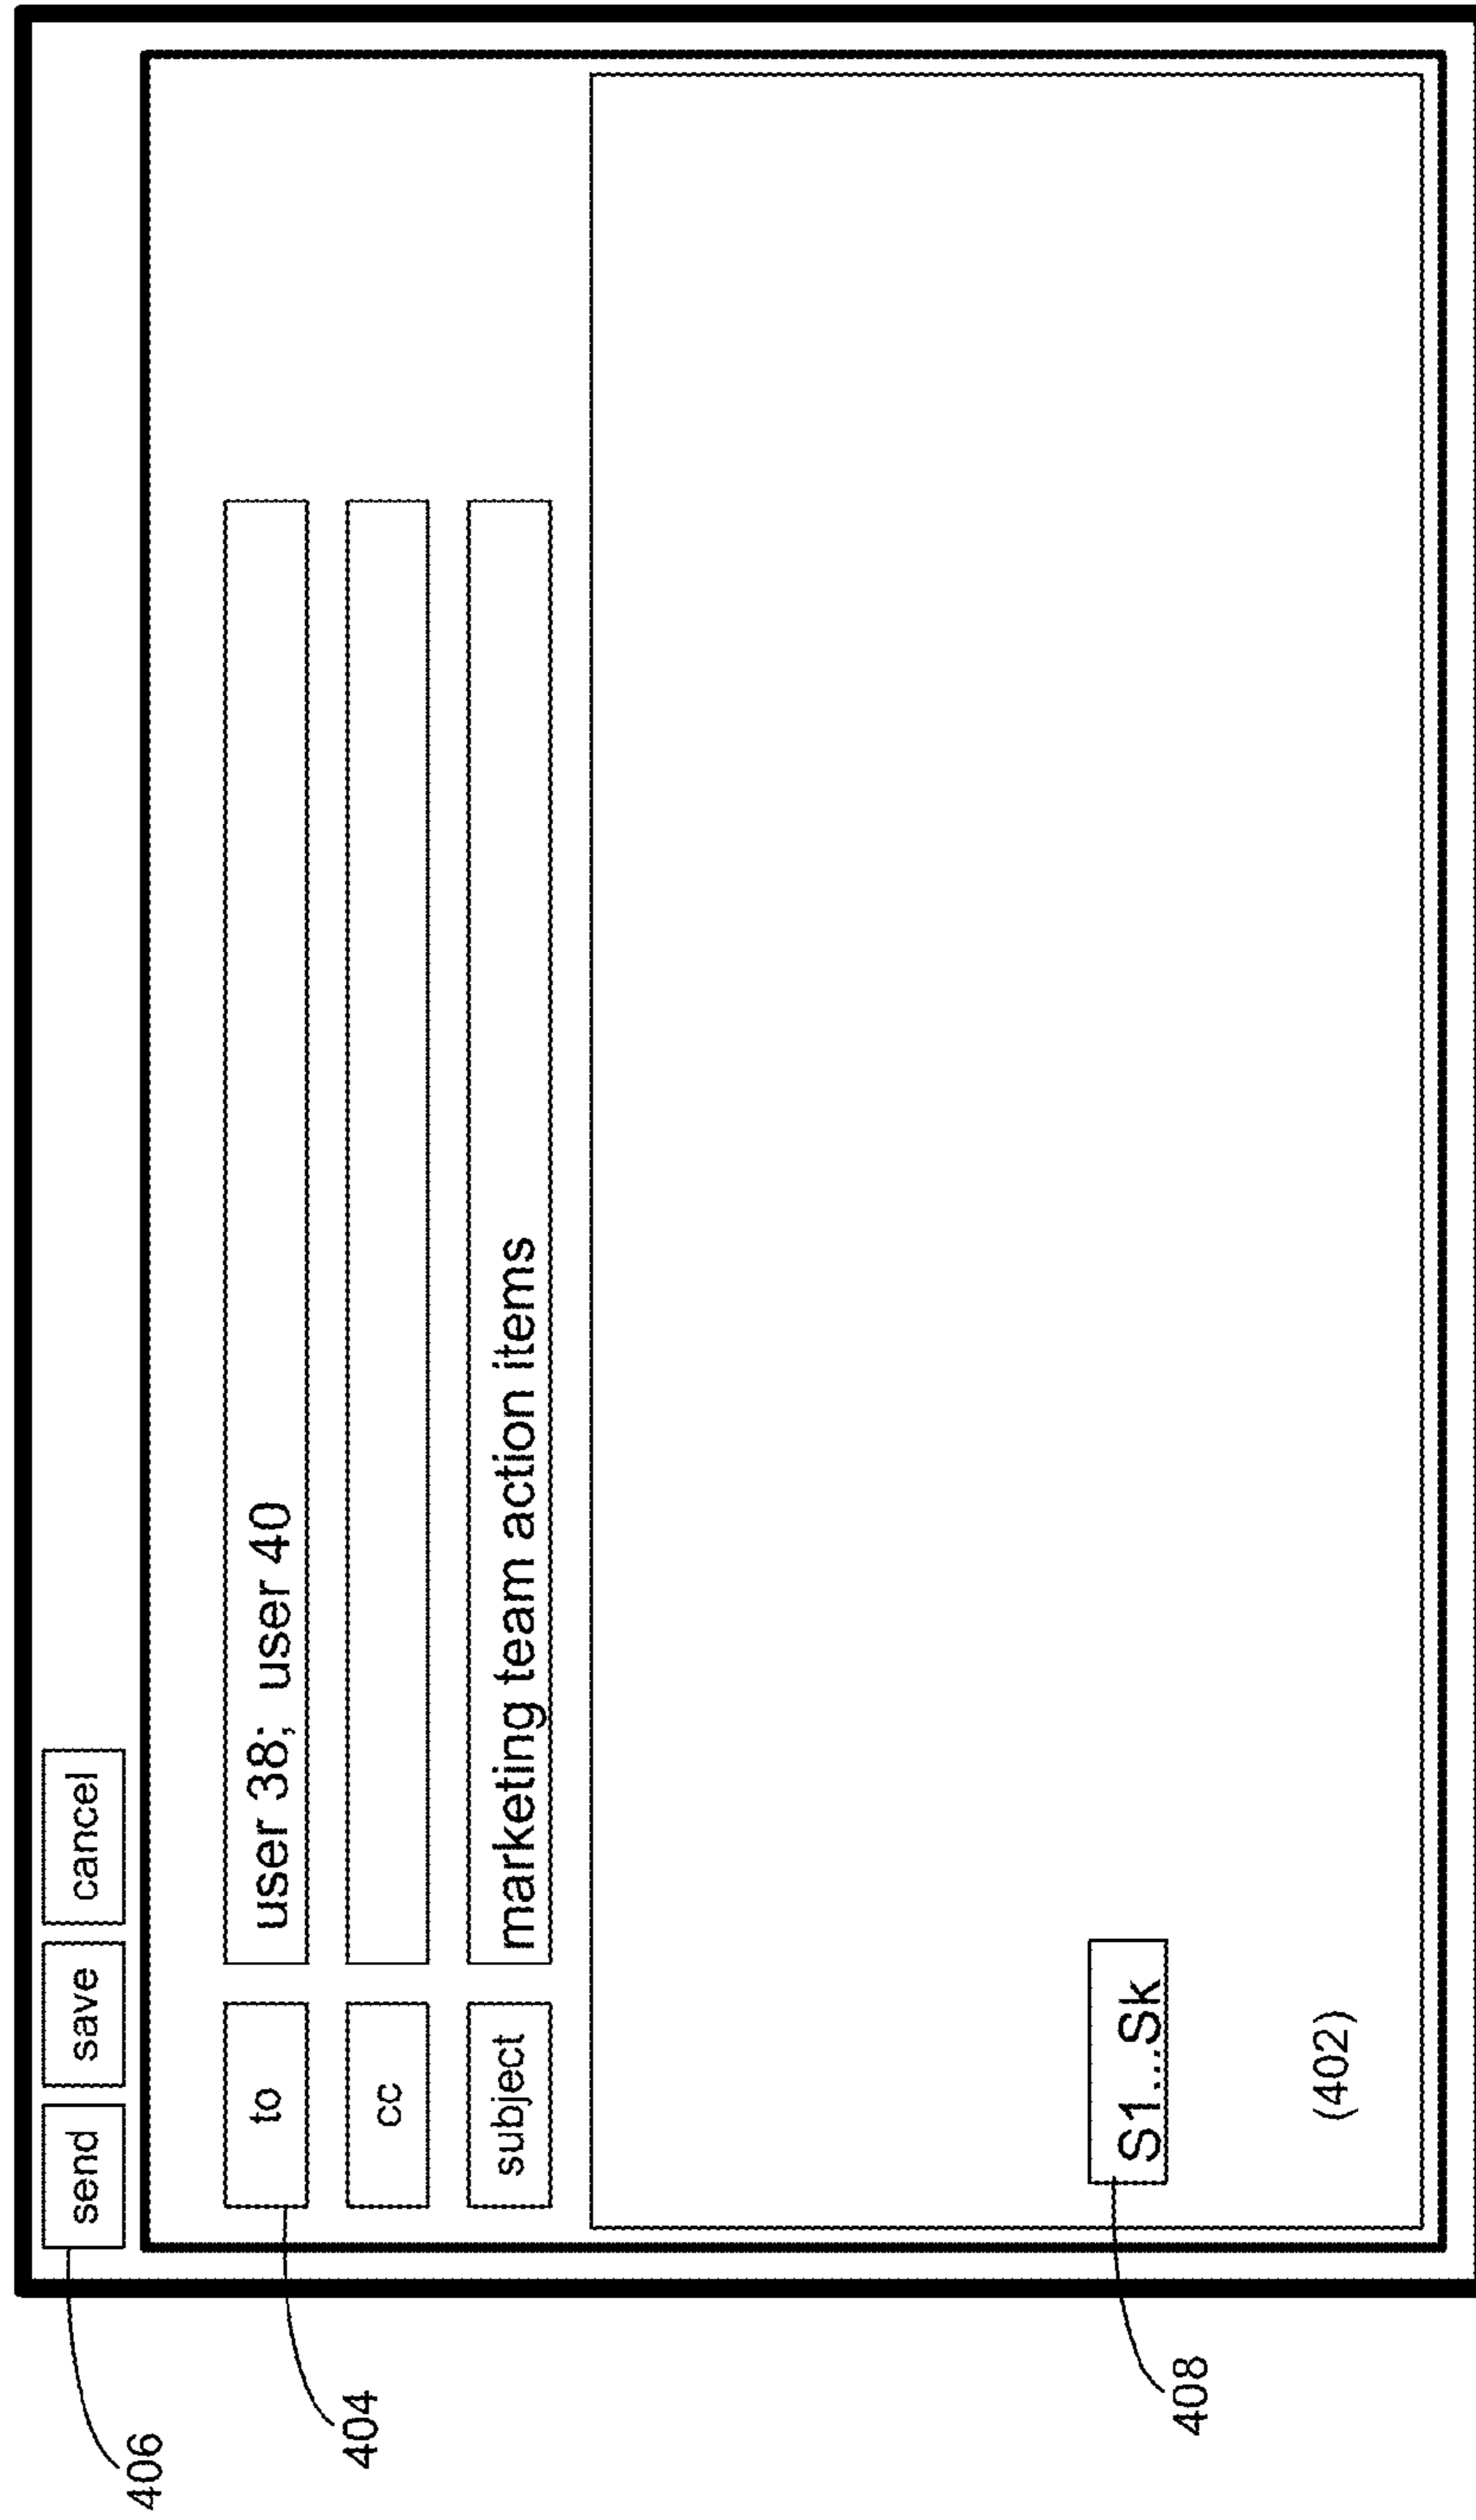 send save cancel
406
to user 38; user 40
404
cc
subject marketing team action items
S1...Sk
408
(402)